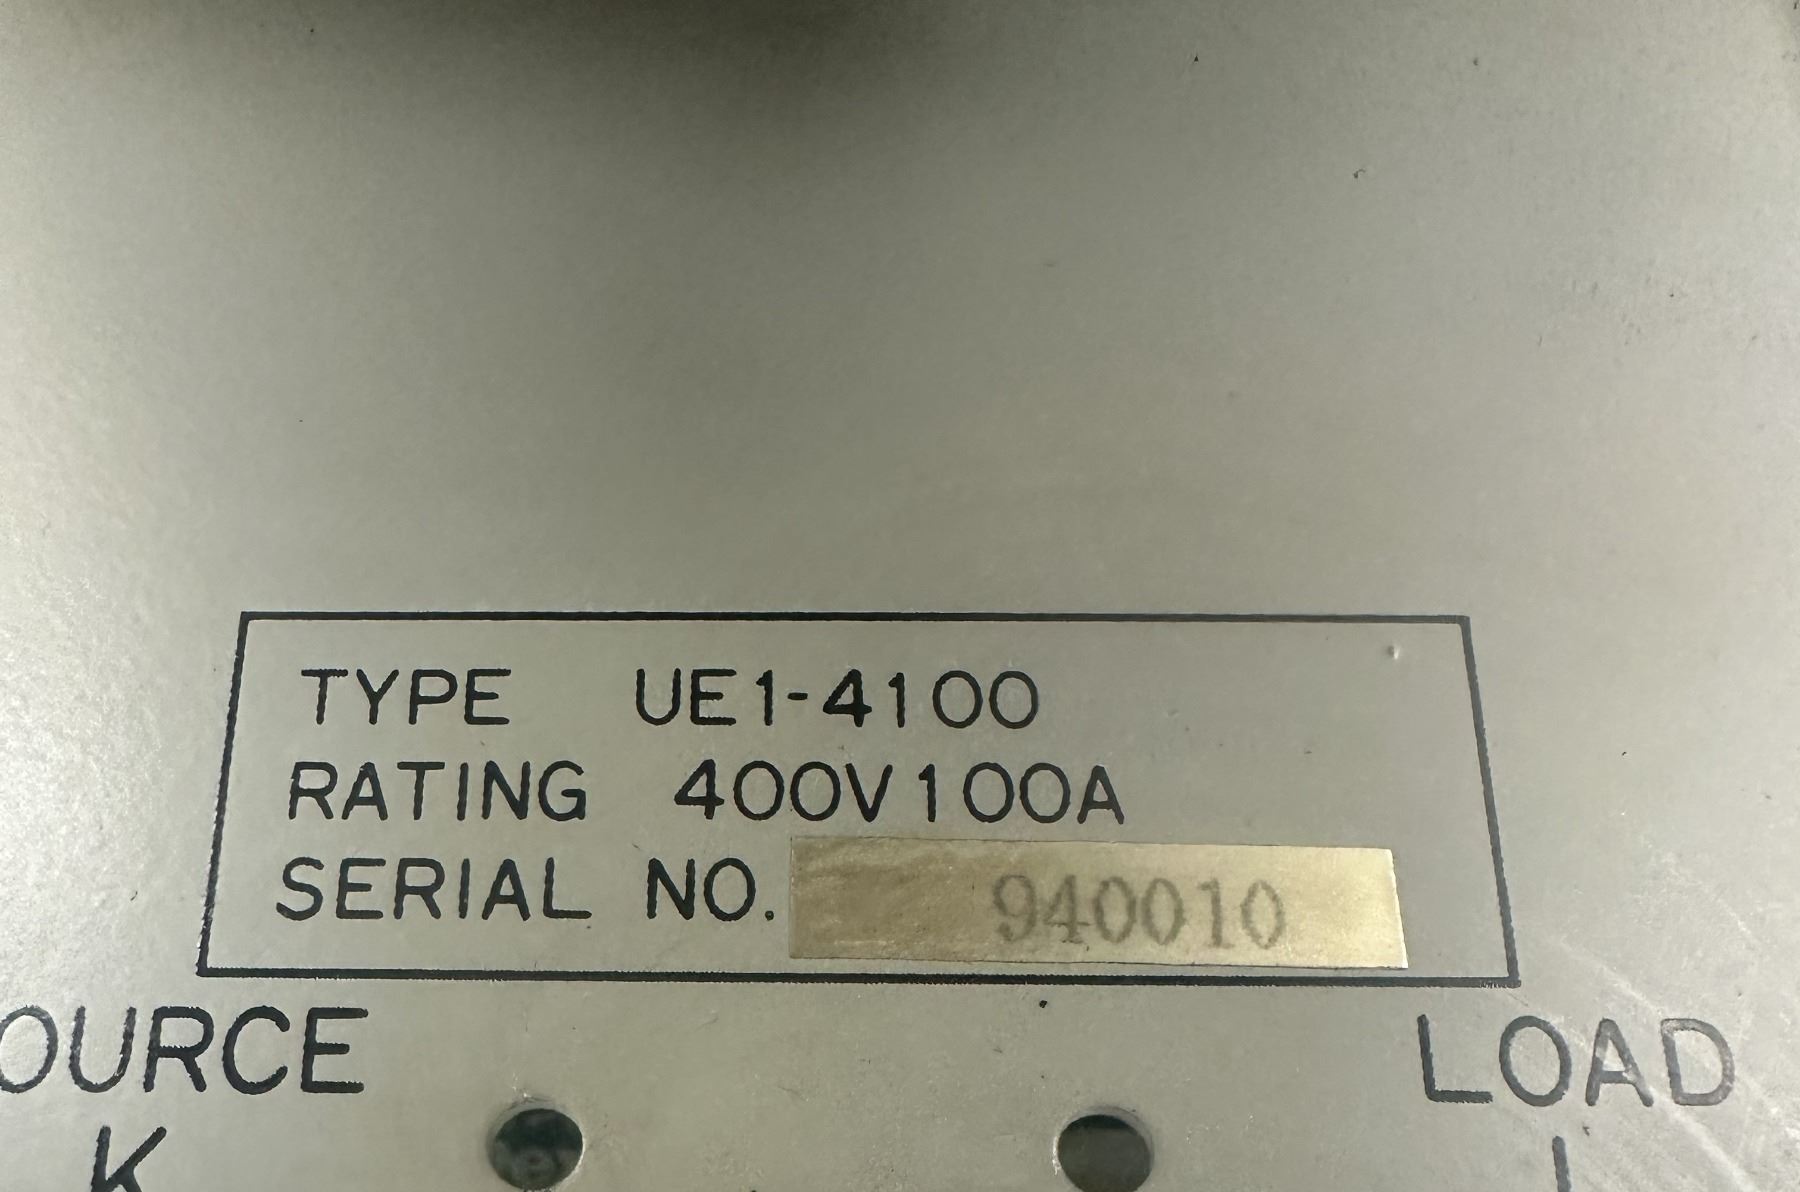 TYPE UE1-4100
RATING 400V100A
SERIAL NO. 940010
OURCE LOAD
K